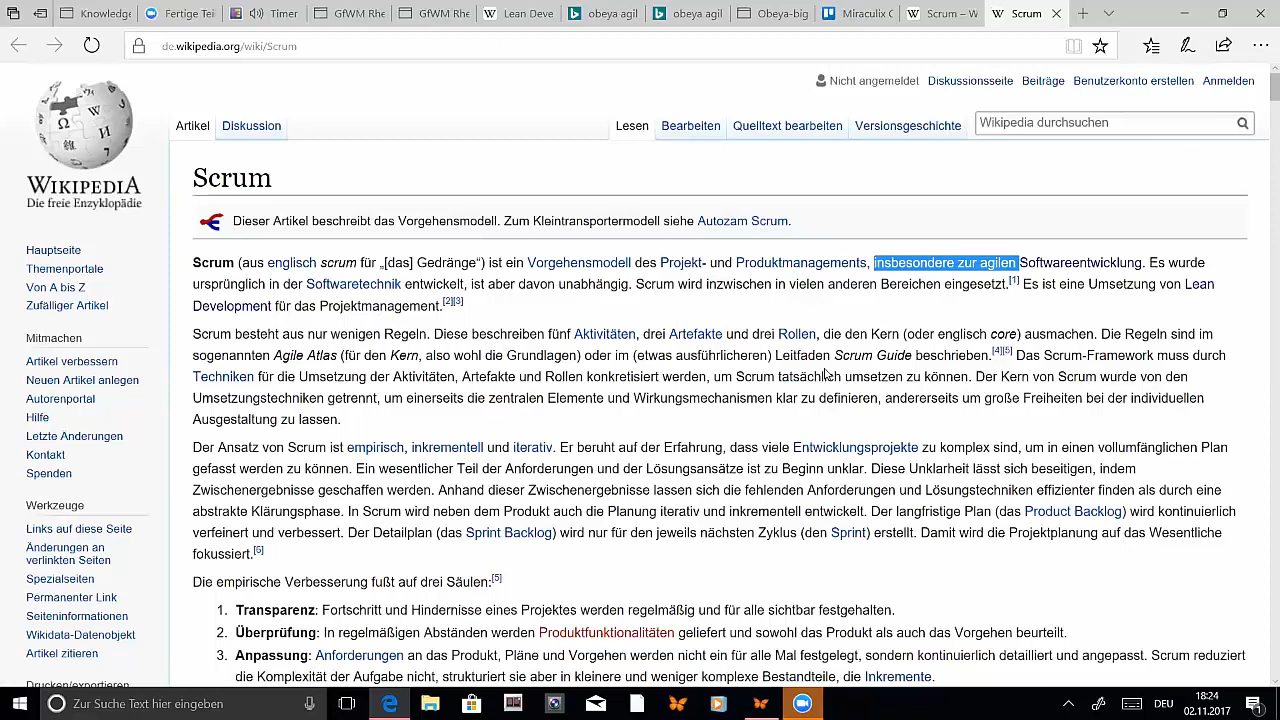 Knowledg
Fertige Teil
Timer
GfWM Rhe
GfWM Rhe
Lean Deve
obeya agil
obeya agil
Obeya-big
Miraculix C
Scrum – W
Scrum
de.wikipedia.org/wiki/Scrum
Nicht angemeldet Diskussionsseite Beiträge Benutzerkonto erstellen Anmelden
Artikel Diskussion Lesen Bearbeiten Quelltext bearbeiten Versionsgeschichte Wikipedia durchsuchen
WIKIPEDIA
Die freie Enzyklopädie
Hauptseite
Themenportale
Von A bis Z
Zufälliger Artikel
Mitmachen
Artikel verbessern
Neuen Artikel anlegen
Autorenportal
Hilfe
Letzte Änderungen
Kontakt
Spenden
Werkzeuge
Links auf diese Seite
Änderungen an
verlinkten Seiten
Spezialseiten
Permanenter Link
Seiteninformationen
Wikidata-Datenobjekt
Artikel zitieren
Drucken/exportieren
Scrum
Dieser Artikel beschreibt das Vorgehensmodell. Zum Kleintransportermodell siehe Autozam Scrum.
Scrum (aus englisch scrum für „[das] Gedränge“) ist ein Vorgehensmodell des Projekt- und Produktmanagements, insbesondere zur agilen Softwareentwicklung. Es wurde
ursprünglich in der Softwaretechnik entwickelt, ist aber davon unabhängig. Scrum wird inzwischen in vielen anderen Bereichen eingesetzt.[1] Es ist eine Umsetzung von Lean
Development für das Projektmanagement.[2][3]
Scrum besteht aus nur wenigen Regeln. Diese beschreiben fünf Aktivitäten, drei Artefakte und drei Rollen, die den Kern (oder englisch core) ausmachen. Die Regeln sind im
sogenannten Agile Atlas (für den Kern, also wohl die Grundlagen) oder im (etwas ausführlicheren) Leitfaden Scrum Guide beschrieben.[4][5] Das Scrum-Framework muss durch
Techniken für die Umsetzung der Aktivitäten, Artefakte und Rollen konkretisiert werden, um Scrum tatsächlich umsetzen zu können. Der Kern von Scrum wurde von den
Umsetzungstechniken getrennt, um einerseits die zentralen Elemente und Wirkungsmechanismen klar zu definieren, andererseits um große Freiheiten bei der individuellen
Ausgestaltung zu lassen.
Der Ansatz von Scrum ist empirisch, inkrementell und iterativ. Er beruht auf der Erfahrung, dass viele Entwicklungsprojekte zu komplex sind, um in einen vollumfänglichen Plan
gefasst werden zu können. Ein wesentlicher Teil der Anforderungen und der Lösungsansätze ist zu Beginn unklar. Diese Unklarheit lässt sich beseitigen, indem
Zwischenergebnisse geschaffen werden. Anhand dieser Zwischenergebnisse lassen sich die fehlenden Anforderungen und Lösungstechniken effizienter finden als durch eine
abstrakte Klärungsphase. In Scrum wird neben dem Produkt auch die Planung iterativ und inkrementell entwickelt. Der langfristige Plan (das Product Backlog) wird kontinuierlich
verfeinert und verbessert. Der Detailplan (das Sprint Backlog) wird nur für den jeweils nächsten Zyklus (den Sprint) erstellt. Damit wird die Projektplanung auf das Wesentliche
fokussiert.[6]
Die empirische Verbesserung fußt auf drei Säulen:[5]
1. Transparenz: Fortschritt und Hindernisse eines Projektes werden regelmäßig und für alle sichtbar festgehalten.
2. Überprüfung: In regelmäßigen Abständen werden Produktfunktionalitäten geliefert und sowohl das Produkt als auch das Vorgehen beurteilt.
3. Anpassung: Anforderungen an das Produkt, Pläne und Vorgehen werden nicht ein für alle Mal festgelegt, sondern kontinuierlich detailliert und angepasst. Scrum reduziert
die Komplexität der Aufgabe nicht, strukturiert sie aber in kleinere und weniger komplexe Bestandteile, die Inkremente.
Zur Suche Text hier eingeben
DEU
18:24
02.11.2017